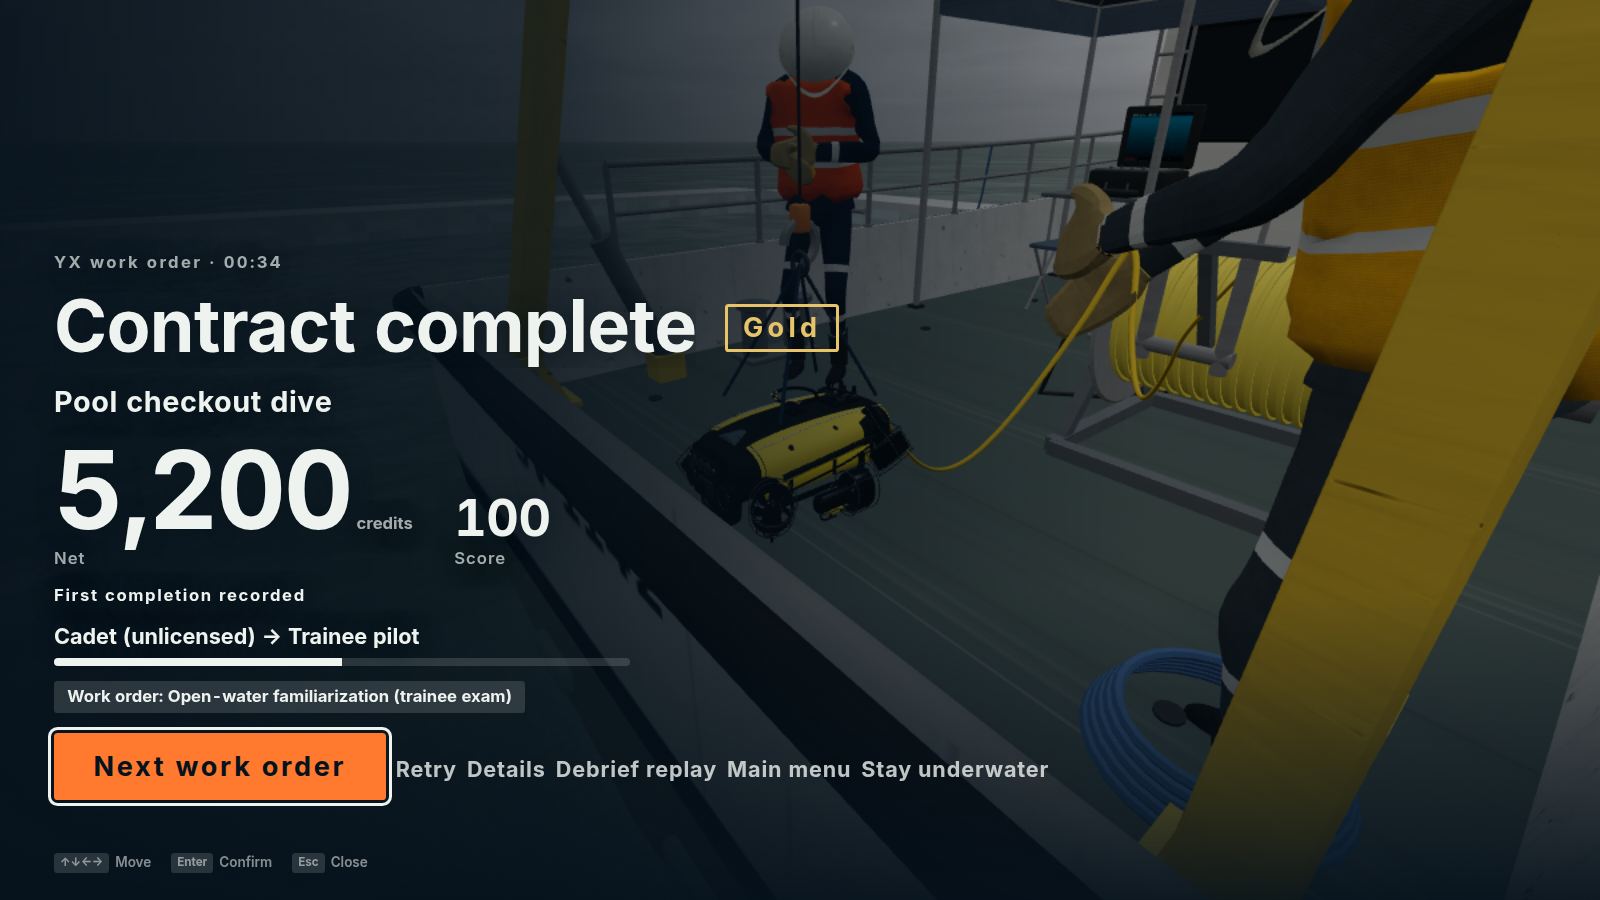 YX work order · 00:34
Contract complete
Gold
Pool checkout dive
5,200 credits
Net
100
Score
First completion recorded
Cadet (unlicensed) → Trainee pilot
Work order: Open-water familiarization (trainee exam)
Next work order
Retry Details Debrief replay Main menu Stay underwater
↑↓←→ Move Enter Confirm Esc Close